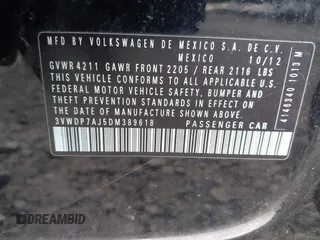 MFD BY VOLKSWAGEN DE MEXICO S.A. DE C.V.
MEXICO 10/12
GVWR 4211 GAWR FRONT 2205 / REAR 2116 LBS
THIS VEHICLE CONFORMS TO ALL APPLICABLE U.S.
FEDERAL MOTOR VEHICLE SAFETY, BUMPER, AND
THEFT PREVENTION STANDARDS IN EFFECT ON THE
DATE OF MANUFACTURE SHOWN ABOVE.
3VWDP7AJ5DM389618 PASSENGER CAR
4146340 1013 M
DREAMBID